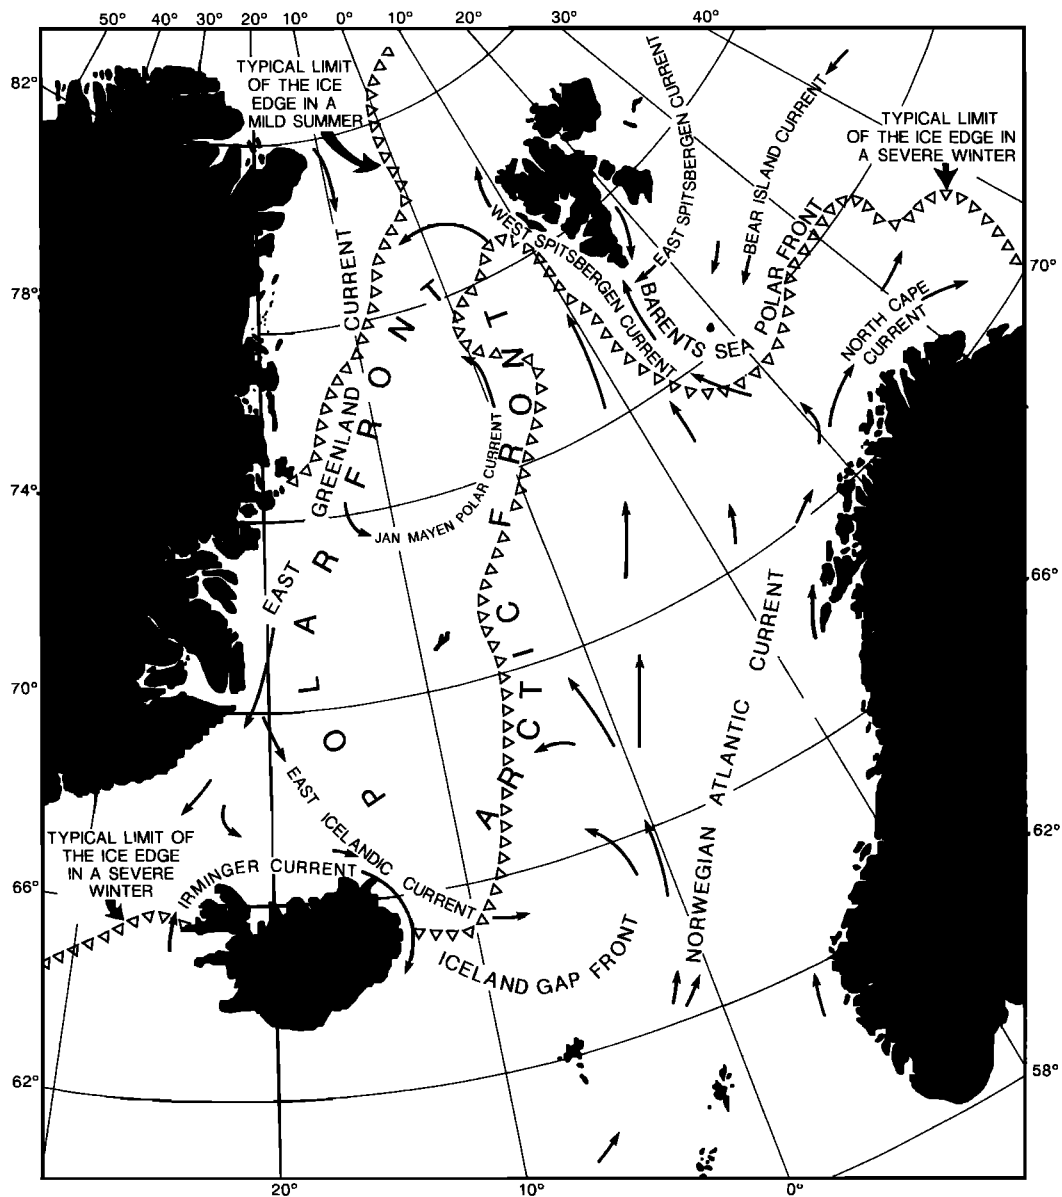 50° 40° 30° 20° 10° 0° 10° 20° 30° 40°
82°
78°
74°
70°
66°
62°
70°
66°
62°
58°
20° 10° 0°
TYPICAL LIMIT
OF THE ICE
EDGE IN A
MILD SUMMER
TYPICAL LIMIT
OF THE ICE EDGE IN
A SEVERE WINTER
EAST SPITSBERGEN CURRENT
BEAR ISLAND CURRENT
WEST SPITSBERGEN CURRENT
BARENTS SEA
POLAR FRONT
NORTH CAPE
CURRENT
EAST GREENLAND CURRENT
POLAR FRONT
ARCTIC FRONT
JAN MAYEN POLAR CURRENT
NORWEGIAN ATLANTIC CURRENT
EAST ICELANDIC CURRENT
TYPICAL LIMIT OF
THE ICE EDGE
IN A SEVERE
WINTER
IRMINGER CURRENT
ICELAND GAP FRONT